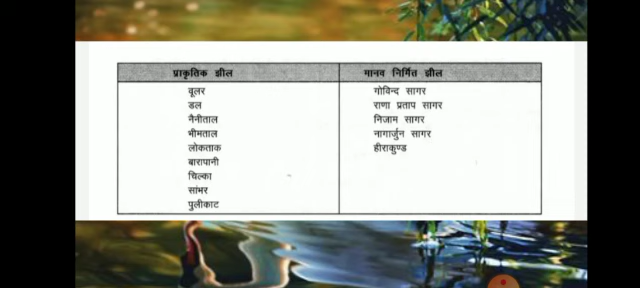 प्राकृतिक झील मानव निर्मित झील
वूलर गोविन्द सागर
डल राणा प्रताप सागर
नैनीताल निजाम सागर
भीमताल नागार्जुन सागर
लोकताक हीराकुण्ड
बारापानी
चिल्का
सांभर
पुलीकाट